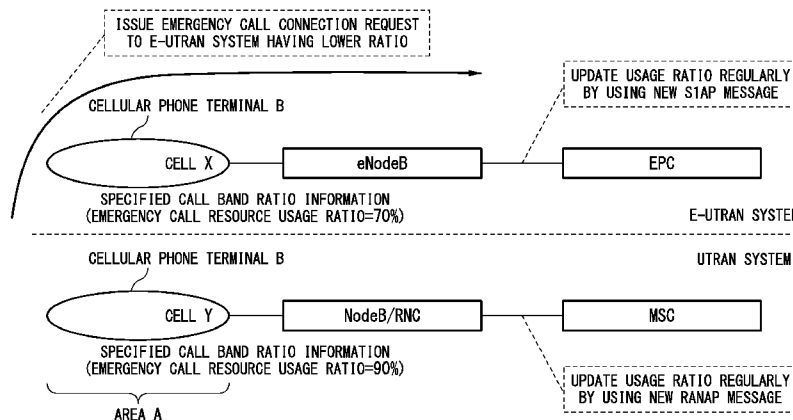 ISSUE EMERGENCY CALL CONNECTION REQUEST
TO E-UTRAN SYSTEM HAVING LOWER RATIO
UPDATE USAGE RATIO REGULARLY
BY USING NEW S1AP MESSAGE
CELLULAR PHONE TERMINAL B
CELL X
eNodeB
EPC
SPECIFIED CALL BAND RATIO INFORMATION
(EMERGENCY CALL RESOURCE USAGE RATIO=70%)
E-UTRAN SYSTEM
UTRAN SYSTEM
CELLULAR PHONE TERMINAL B
CELL Y
NodeB/RNC
MSC
SPECIFIED CALL BAND RATIO INFORMATION
(EMERGENCY CALL RESOURCE USAGE RATIO=90%)
UPDATE USAGE RATIO REGULARLY
BY USING NEW RANAP MESSAGE
AREA A